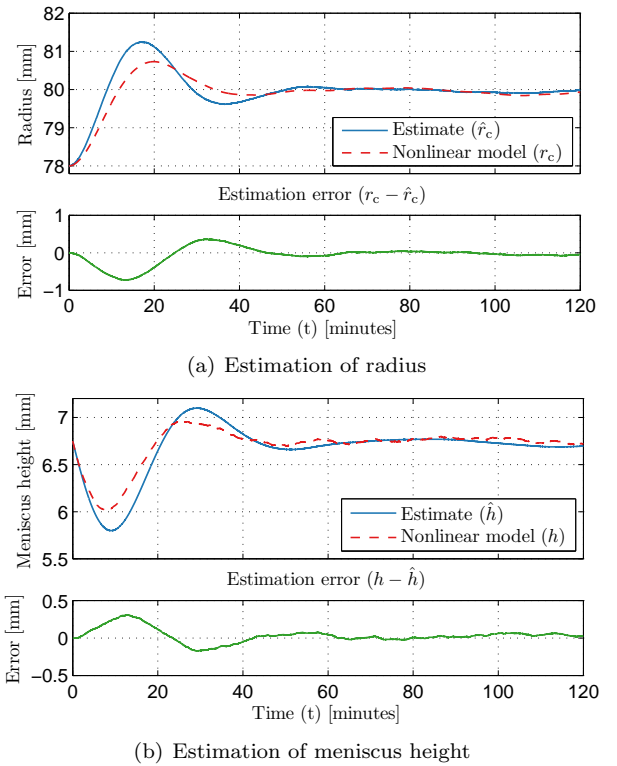 82
81
80
79
78
Radius [mm]
Estimate (r̂c)
Nonlinear model (rc)
Estimation error (rc − r̂c)
1
0
−1
Error [mm]
0 20 40 60 80 100 120
Time (t) [minutes]
(a) Estimation of radius
7
6.5
6
5.5
Meniscus height [mm]
Estimate (ĥ)
Nonlinear model (h)
Estimation error (h − ĥ)
0.5
0
−0.5
Error [mm]
0 20 40 60 80 100 120
Time (t) [minutes]
(b) Estimation of meniscus height